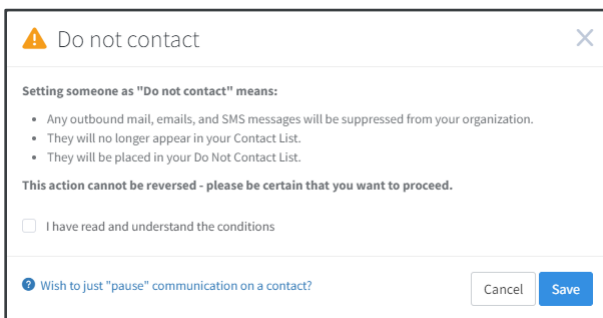 Do not contact
Setting someone as "Do not contact" means:
Any outbound mail, emails, and SMS messages will be suppressed from your organization.
They will no longer appear in your Contact List.
They will be placed in your Do Not Contact List.
This action cannot be reversed - please be certain that you want to proceed.
I have read and understand the conditions
Wish to just "pause" communication on a contact?
Cancel Save